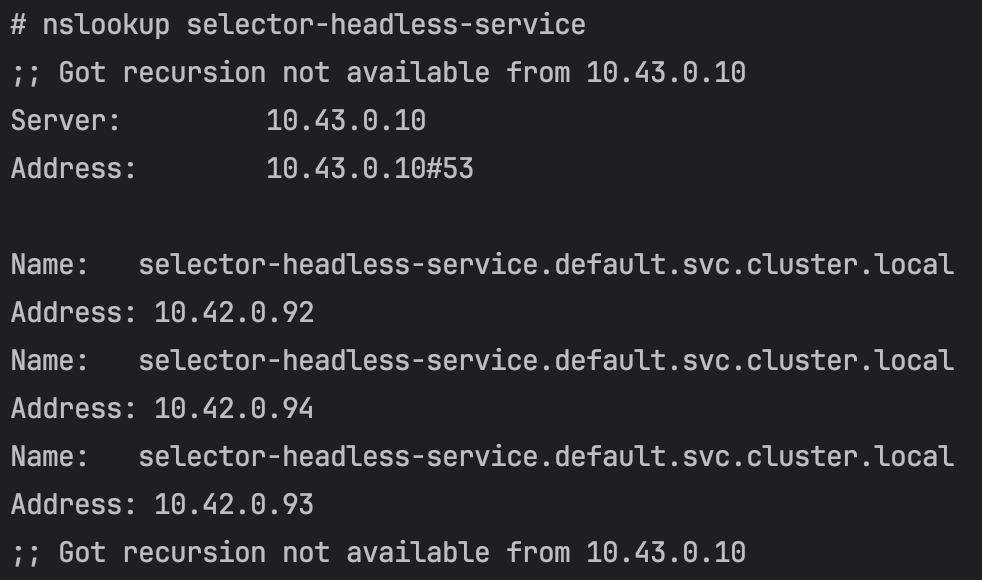 # nslookup selector-headless-service
;; Got recursion not available from 10.43.0.10
Server:         10.43.0.10
Address:        10.43.0.10#53

Name:   selector-headless-service.default.svc.cluster.local
Address: 10.42.0.92
Name:   selector-headless-service.default.svc.cluster.local
Address: 10.42.0.94
Name:   selector-headless-service.default.svc.cluster.local
Address: 10.42.0.93
;; Got recursion not available from 10.43.0.10